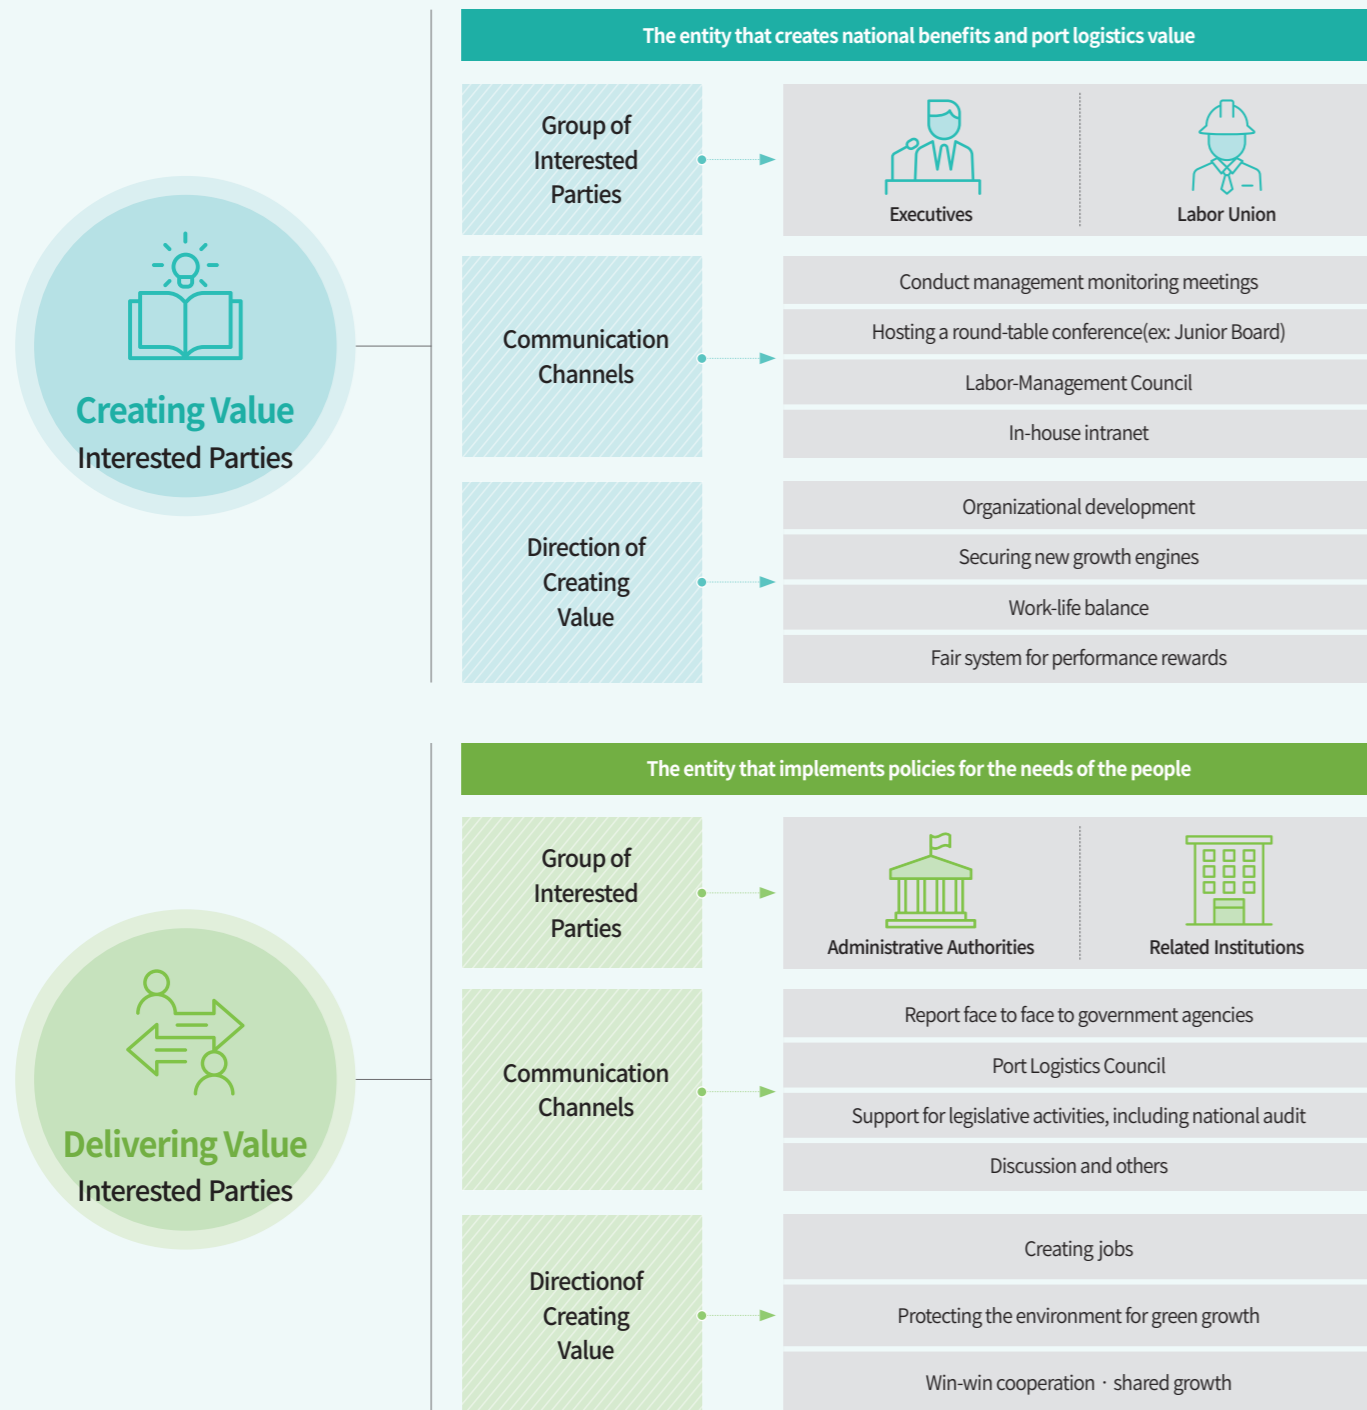 The entity that creates national benefits and port logistics value
Group of
Interested
Parties
Executives
Labor Union
Creating Value
Interested Parties
Communication
Channels
Conduct management monitoring meetings
Hosting a round-table conference(ex: Junior Board)
Labor-Management Council
In-house intranet
Direction of
Creating
Value
Organizational development
Securing new growth engines
Work-life balance
Fair system for performance rewards
The entity that implements policies for the needs of the people
Group of
Interested
Parties
Administrative Authorities
Related Institutions
Delivering Value
Interested Parties
Communication
Channels
Report face to face to government agencies
Port Logistics Council
Support for legislative activities, including national audit
Discussion and others
Directionof
Creating
Value
Creating jobs
Protecting the environment for green growth
Win-win cooperation · shared growth